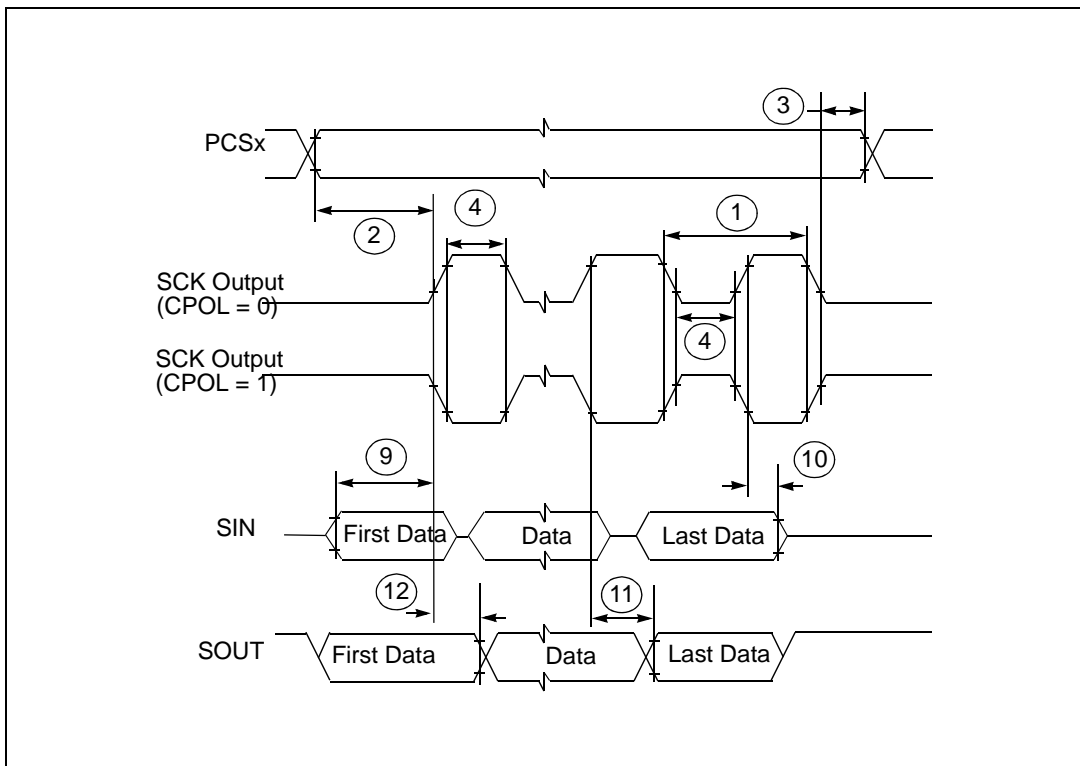 3
PCSx
2
4
1
SCK Output
(CPOL = 0)
4
SCK Output
(CPOL = 1)
9
10
SIN
First Data
Data
Last Data
12
11
SOUT
First Data
Data
Last Data